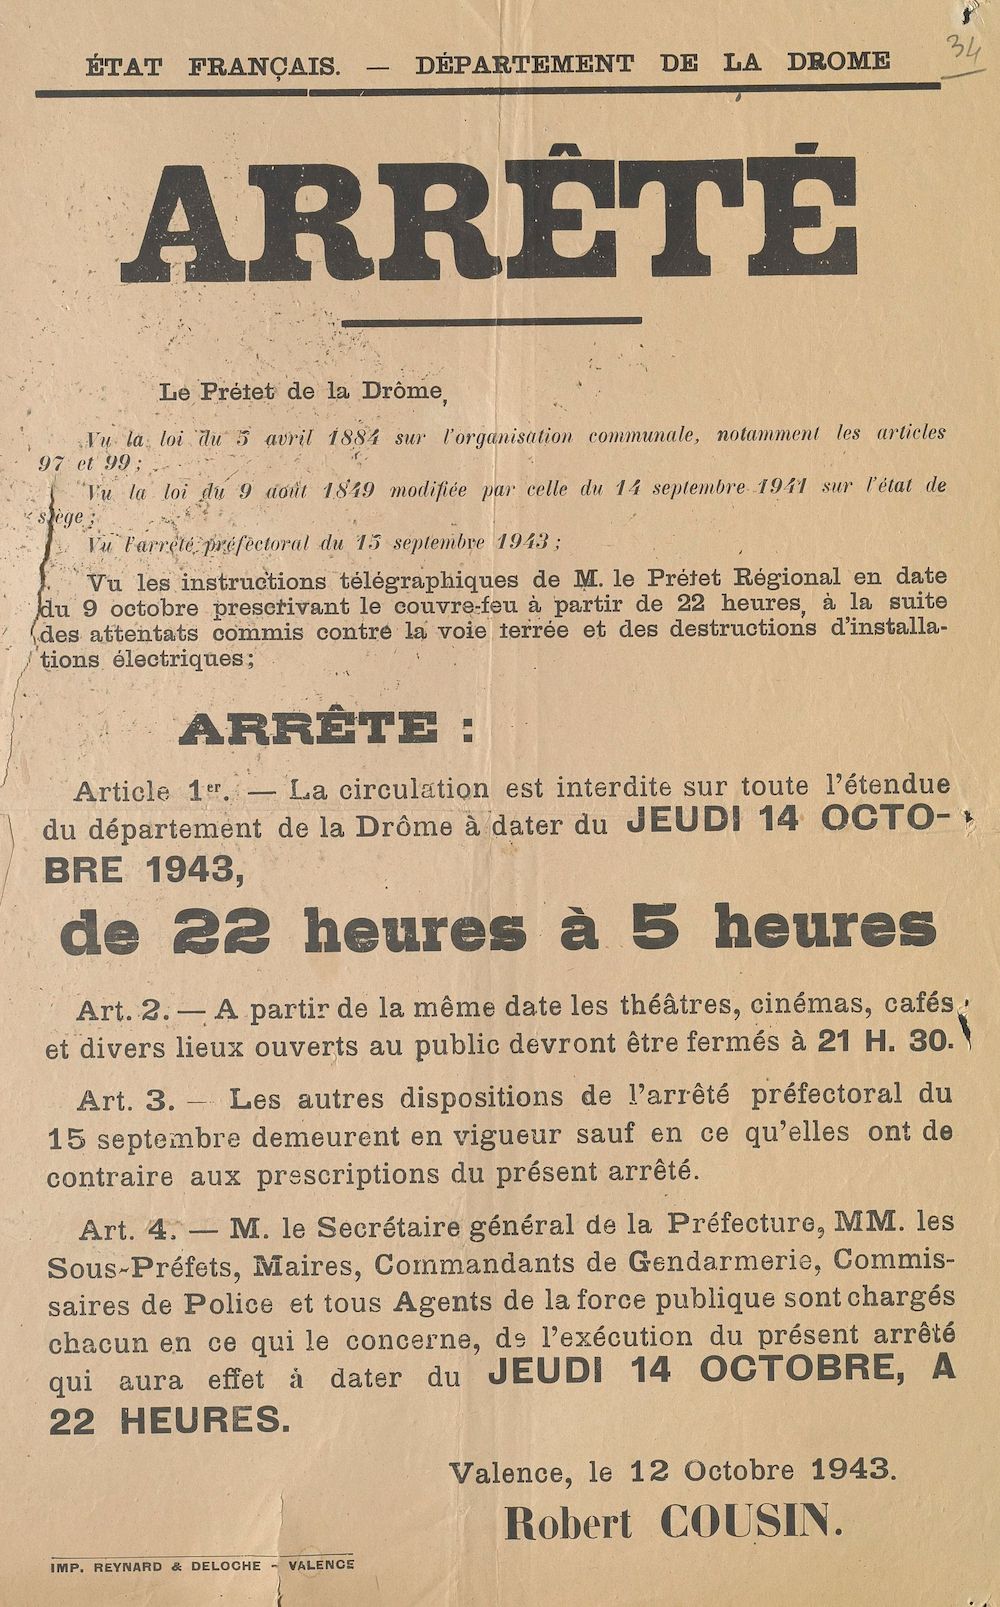 34
ÉTAT FRANÇAIS. — DÉPARTEMENT DE LA DROME
ARRÊTÉ
Le Préfet de la Drôme,
Vu la loi du 5 avril 1884 sur l'organisation communale, notamment les articles
97 et 99;
Vu la loi du 9 août 1849 modifiée par celle du 14 septembre 1941 sur l'état de
siège;
Vu l'arrêté préfectoral du 15 septembre 1943;
Vu les instructions télégraphiques de M. le Préfet Régional en date
du 9 octobre prescrivant le couvre-feu à partir de 22 heures, à la suite
des attentats commis contre la voie ferrée et des destructions d'installa-
tions électriques;
ARRÊTE :
Article 1er. — La circulation est interdite sur toute l'étendue
du département de la Drôme à dater du JEUDI 14 OCTO-
BRE 1943,
de 22 heures à 5 heures
Art. 2. — A partir de la même date les théâtres, cinémas, cafés
et divers lieux ouverts au public devront être fermés à 21 H. 30.
Art. 3. — Les autres dispositions de l'arrêté préfectoral du
15 septembre demeurent en vigueur sauf en ce qu'elles ont de
contraire aux prescriptions du présent arrêté.
Art. 4. — M. le Secrétaire général de la Préfecture, MM. les
Sous-Préfets, Maires, Commandants de Gendarmerie, Commis-
saires de Police et tous Agents de la force publique sont chargés
chacun en ce qui le concerne, de l'exécution du présent arrêté
qui aura effet à dater du JEUDI 14 OCTOBRE, A
22 HEURES.
Valence, le 12 Octobre 1943.
Robert COUSIN.
IMP. REYNARD & DELOCHE - VALENCE